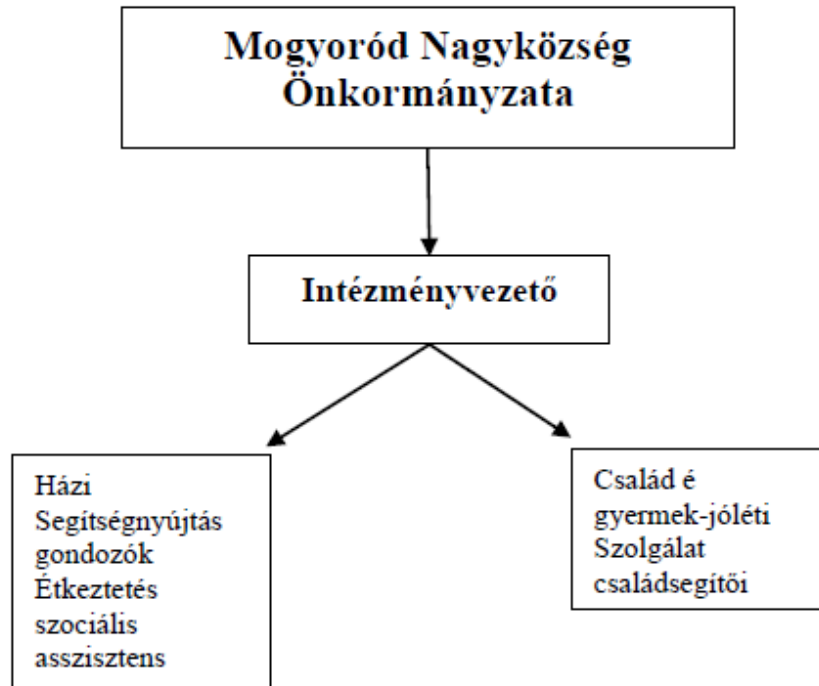 Mogyoród Nagyközség
Önkormányzata
Intézményvezető
Házi
Segítségnyújtás
gondozók
Étkeztetés
szociális
asszisztens
Család é
gyermek-jóléti
Szolgálat
családsegítői